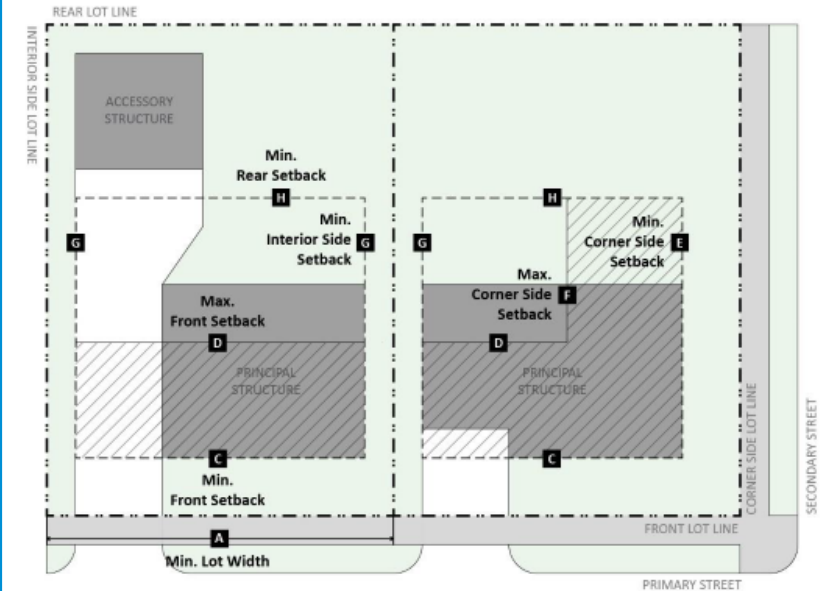 REAR LOT LINE
INTERIOR SIDE LOT LINE
ACCESSORY
STRUCTURE
Min.
Rear Setback
H
H
Min.
Interior Side
Setback
G
G
G
Min.
Corner Side
Setback
E
Max.
Corner Side
Setback
F
Max.
Front Setback
D
D
PRINCIPAL
STRUCTURE
PRINCIPAL
STRUCTURE
C
C
Min.
Front Setback
CORNER SIDE LOT LINE
SECONDARY STREET
FRONT LOT LINE
A
Min. Lot Width
PRIMARY STREET